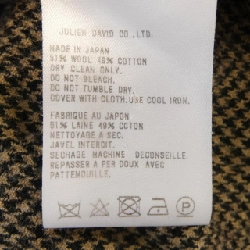 JULIEN DAVID CO.,LTD.
MADE IN JAPAN
51% WOOL 49% COTTON
DRY CLEAN ONLY.
DO NOT BLEACH.
DO NOT TUMBLE DRY.
COVER WITH CLOTH.USE COOL IRON.
FABRIQUE AU JAPON
51% LAINE 49% COTON
NETTOYAGE A SEC.
JAVEL INTERDIT.
SECHAGE MACHINE DECONSEILLE
REPASSER A FER DOUX AVEC
PATTEMOUILLE.
P